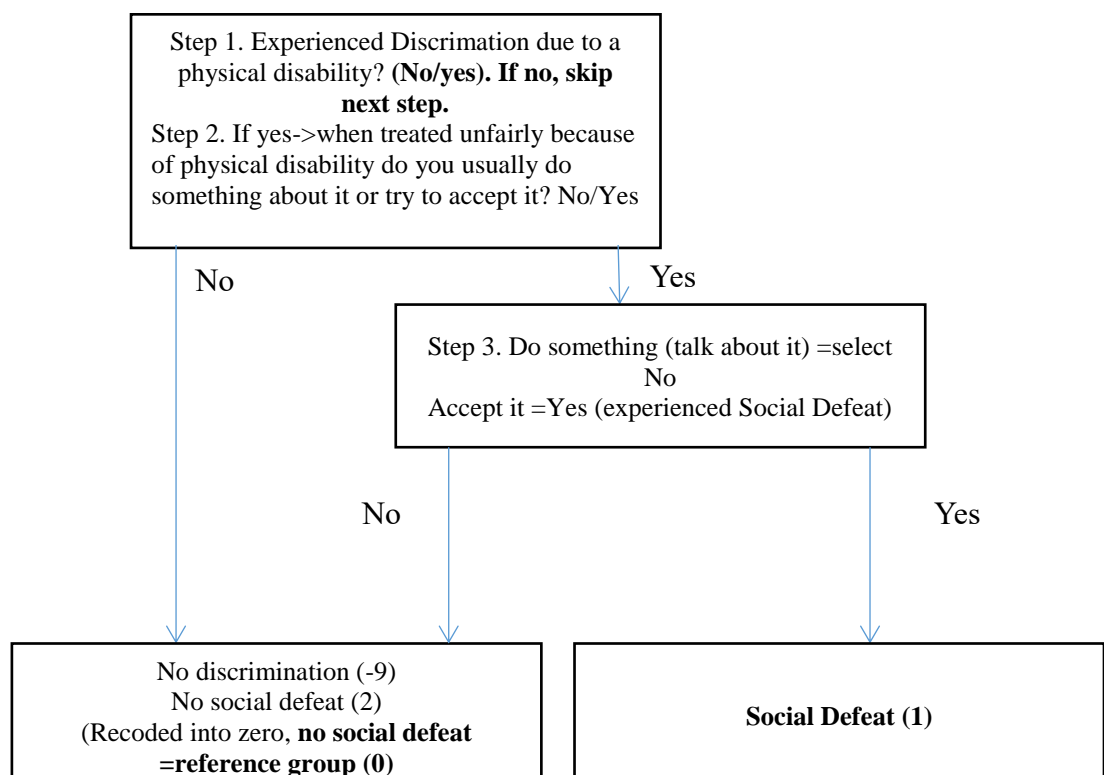 Step 1. Experienced Discrimation due to a
physical disability? (No/yes). If no, skip
next step.
Step 2. If yes->when treated unfairly because
of physical disability do you usually do
something about it or try to accept it? No/Yes
No
Yes
Step 3. Do something (talk about it) =select
No
Accept it =Yes (experienced Social Defeat)
No
Yes
No discrimination (-9)
No social defeat (2)
(Recoded into zero, no social defeat
=reference group (0)
Social Defeat (1)